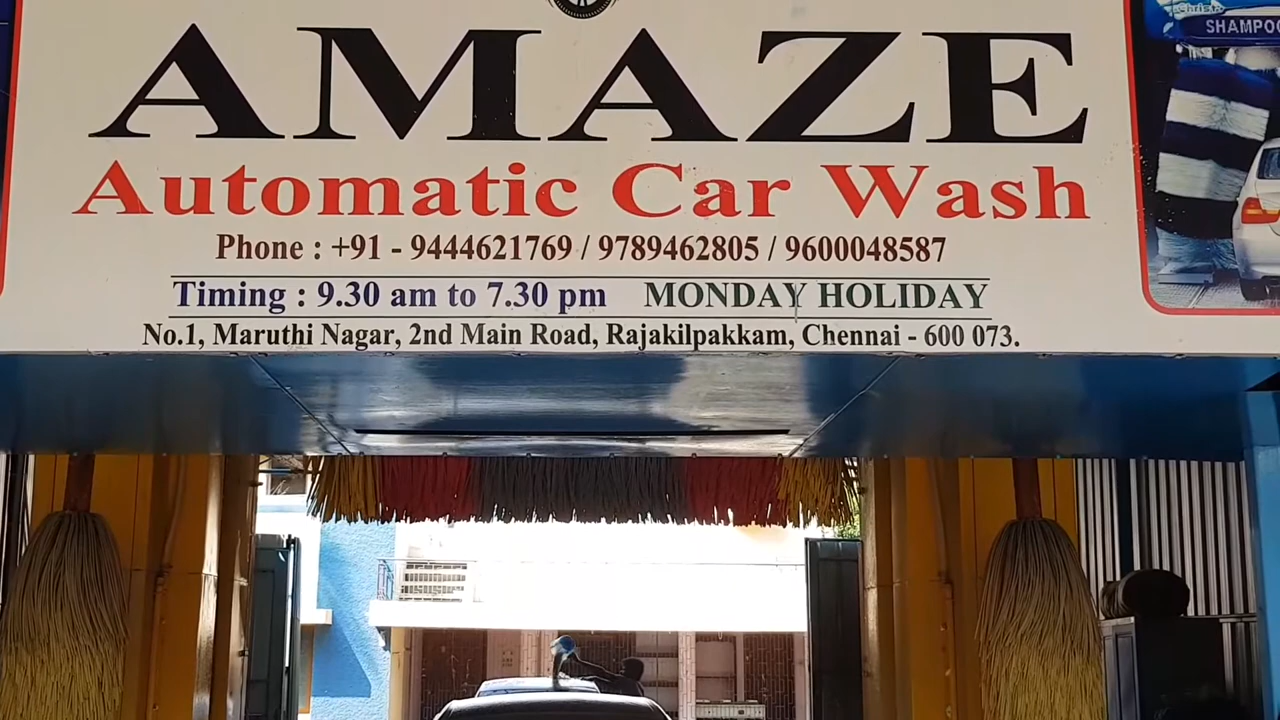 AMAZE
Automatic Car Wash
Phone : +91 - 9444621769 / 9789462805 / 9600048587
Timing : 9.30 am to 7.30 pm MONDAY HOLIDAY
No.1, Maruthi Nagar, 2nd Main Road, Rajakilpakkam, Chennai - 600 073.
SHAMPOO